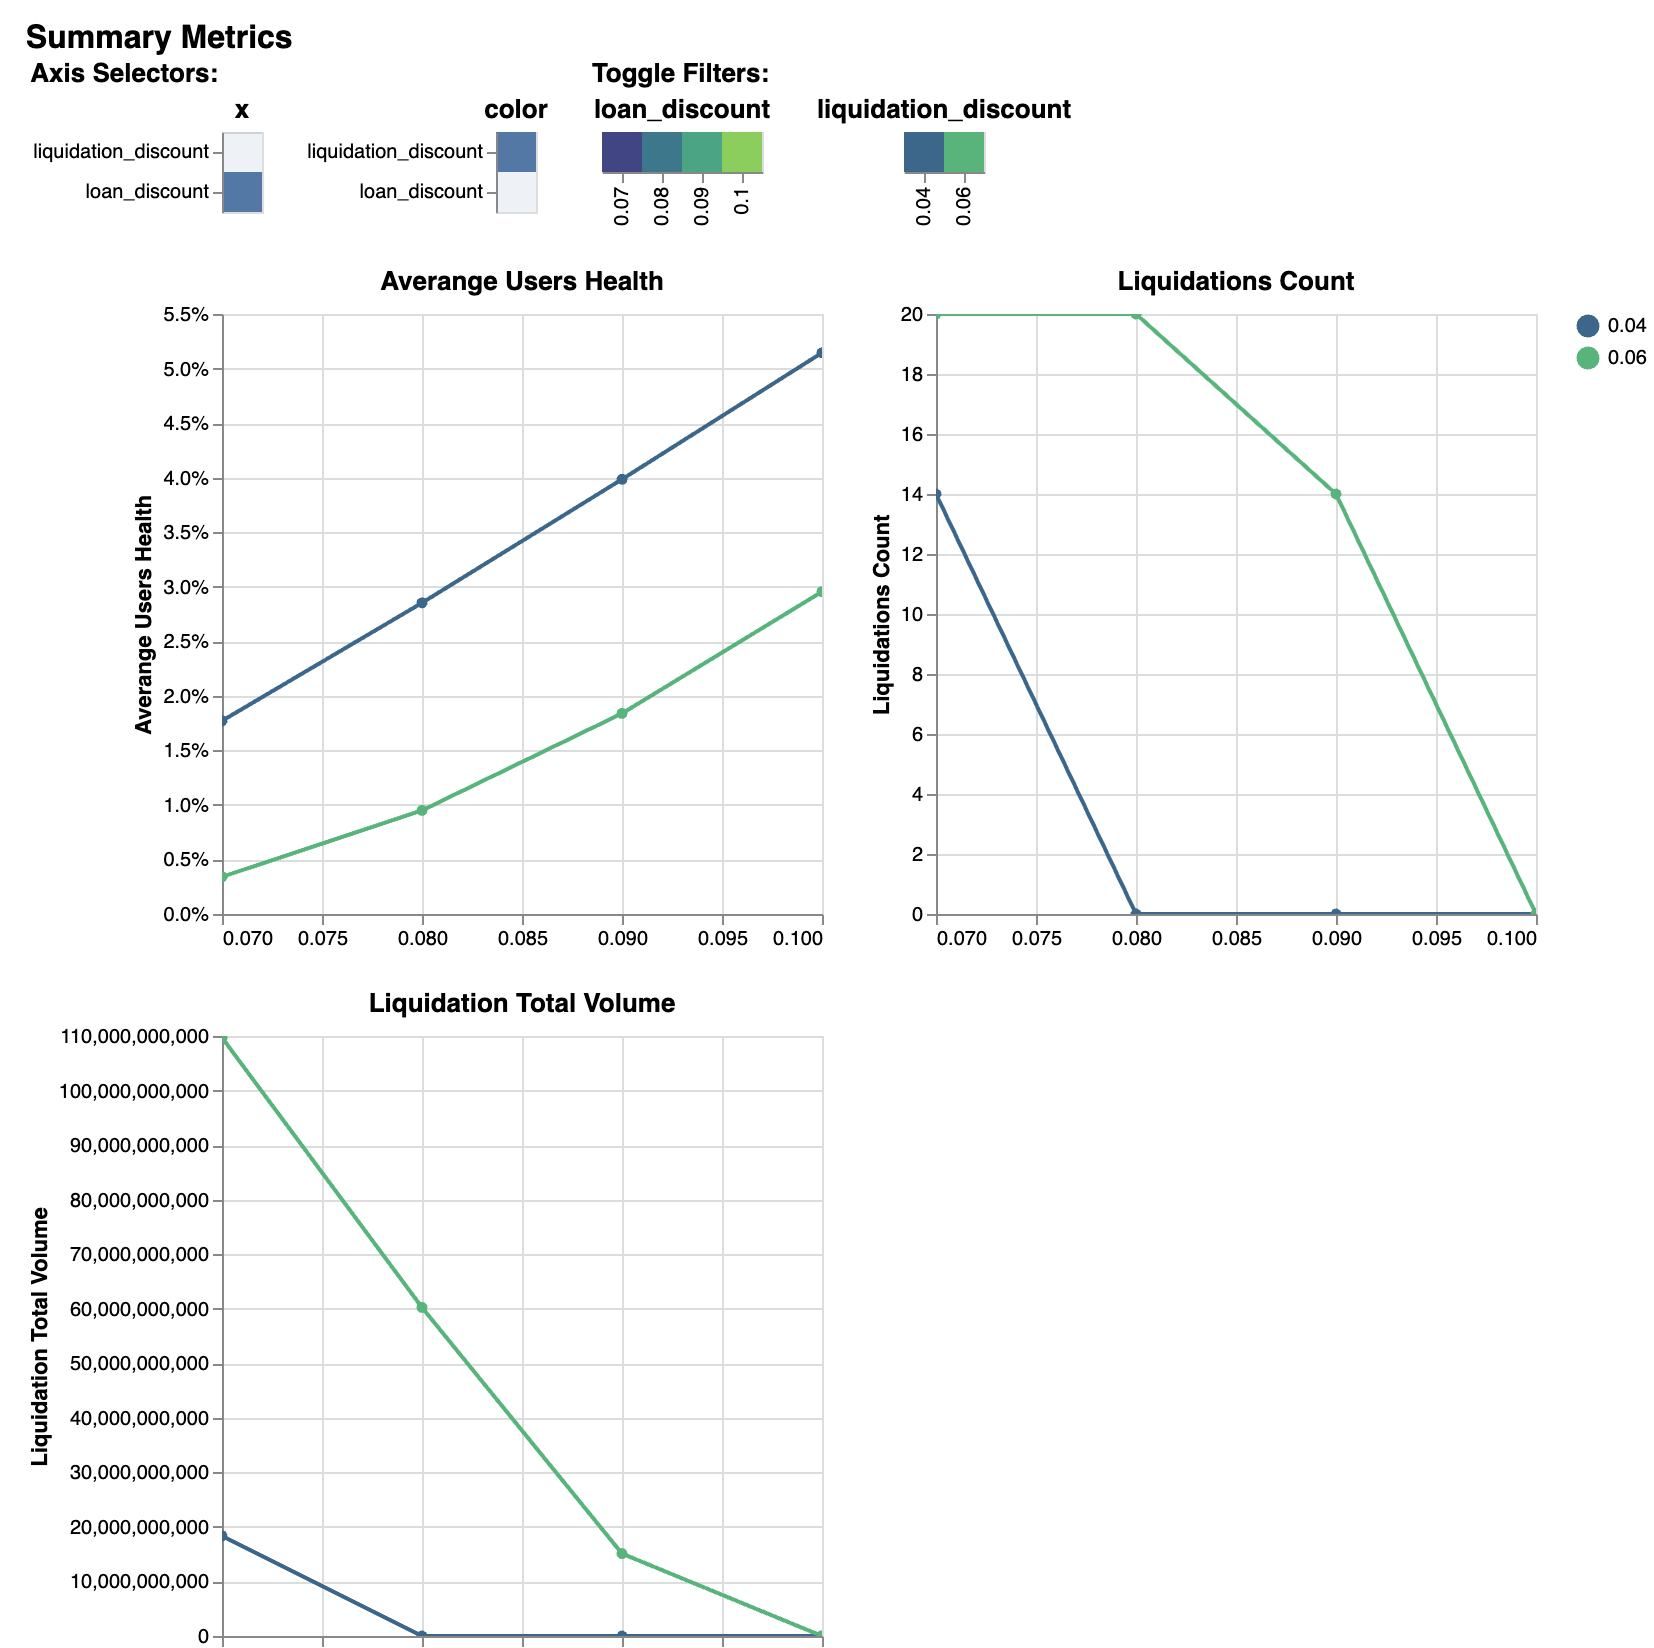 Summary Metrics
Axis Selectors:
Toggle Filters:
x
color
loan_discount
liquidation_discount
liquidation_discount
loan_discount
liquidation_discount
loan_discount
0.07
0.08
0.09
0.1
0.04
0.06
Averange Users Health
5.5%
5.0%
4.5%
4.0%
3.5%
3.0%
2.5%
2.0%
1.5%
1.0%
0.5%
0.0%
Averange Users Health
0.070 0.075 0.080 0.085 0.090 0.095 0.100
Liquidations Count
20
18
16
14
12
10
8
6
4
2
0
Liquidations Count
0.070 0.075 0.080 0.085 0.090 0.095 0.100
0.04
0.06
Liquidation Total Volume
110,000,000,000
100,000,000,000
90,000,000,000
80,000,000,000
70,000,000,000
60,000,000,000
50,000,000,000
40,000,000,000
30,000,000,000
20,000,000,000
10,000,000,000
0
Liquidation Total Volume